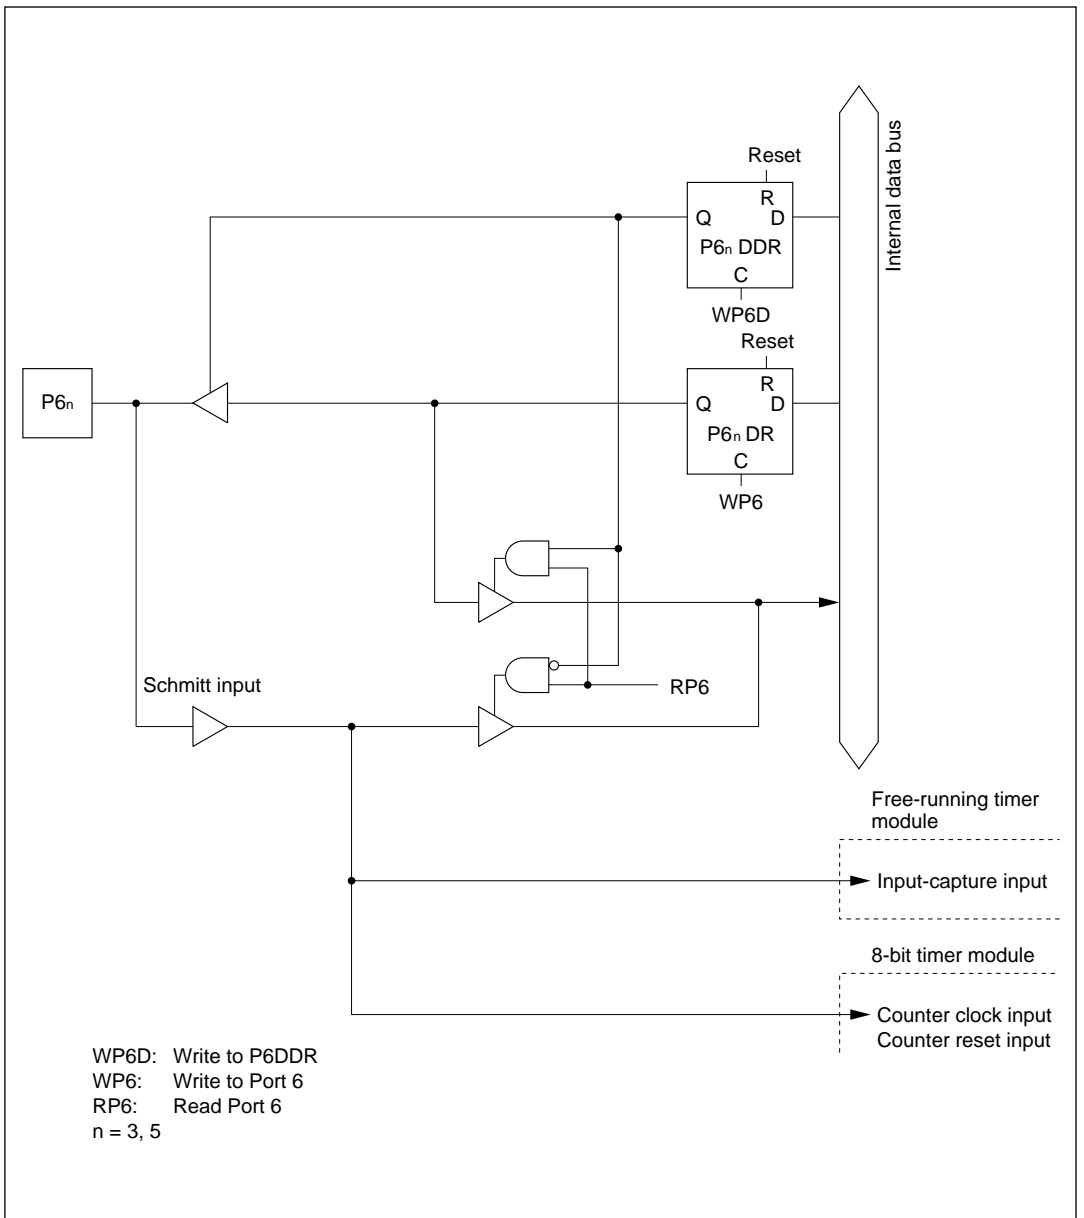 Reset
R
Q D
P6n DDR
C
WP6D
Internal data bus
Reset
R
Q D
P6n DR
C
WP6
P6n
RP6
Schmitt input
Free-running timer
module
Input-capture input
8-bit timer module
Counter clock input
Counter reset input
WP6D: Write to P6DDR
WP6: Write to Port 6
RP6: Read Port 6
n = 3, 5